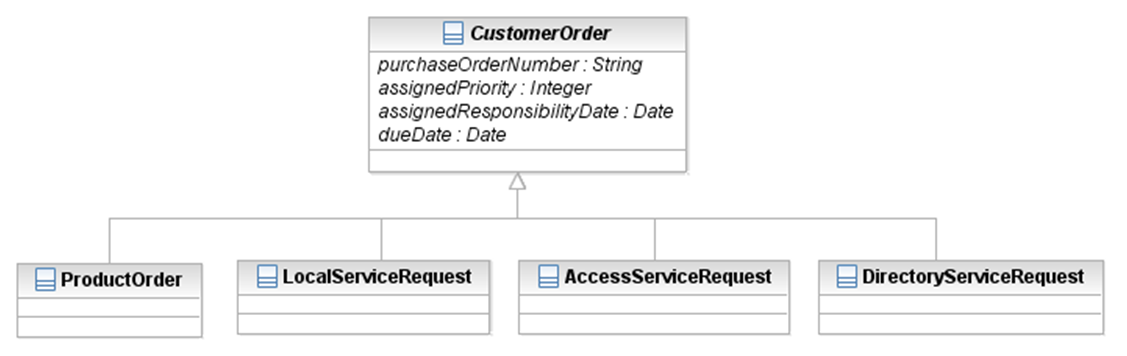 CustomerOrder
purchaseOrderNumber : String
assignedPriority : Integer
assignedResponsibilityDate : Date
dueDate : Date
ProductOrder
LocalServiceRequest
AccessServiceRequest
DirectoryServiceRequest